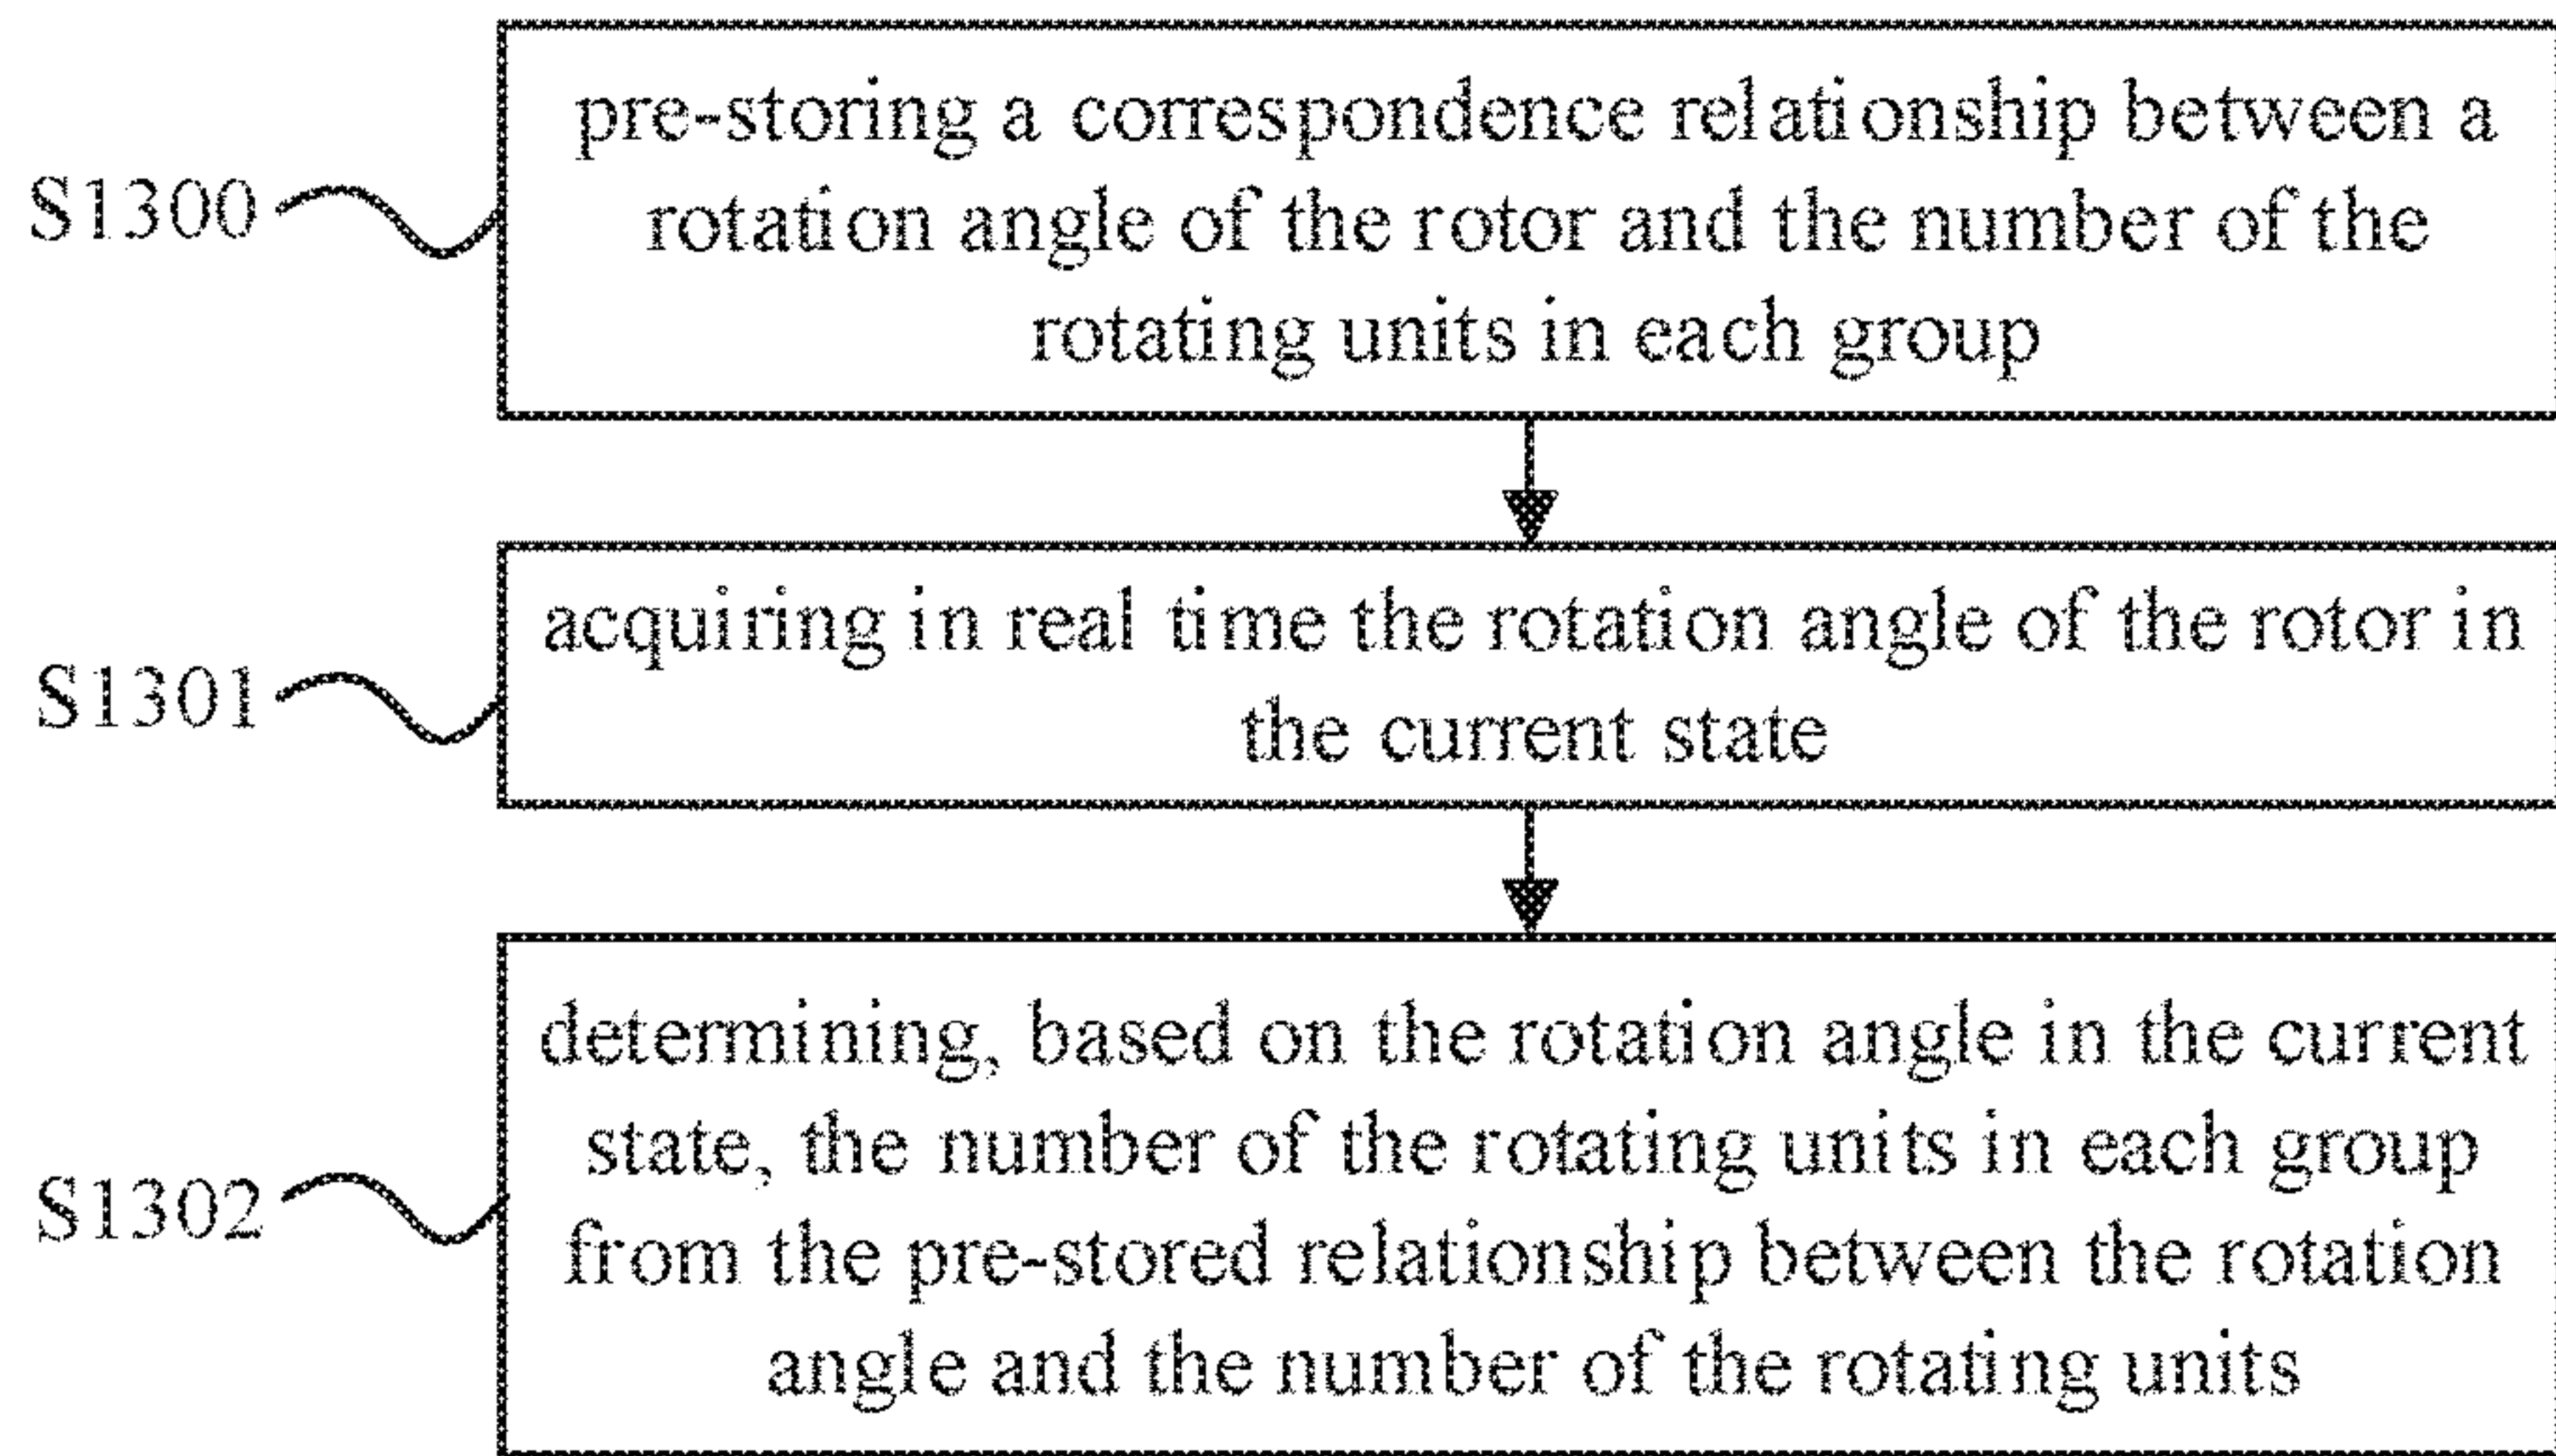 pre-storing a correspondence relationship between a
S1300
rotation angle of the rotor and the number of the
rotating units in each group
acquiring in real time the rotation angle of the rotor in
S1301
the current state
determining, based on the rotation angle in the current
state, the number of the rotating units in each group
S1302
from the pre-stored relationship between the rotation
angle and the number of the rotating units